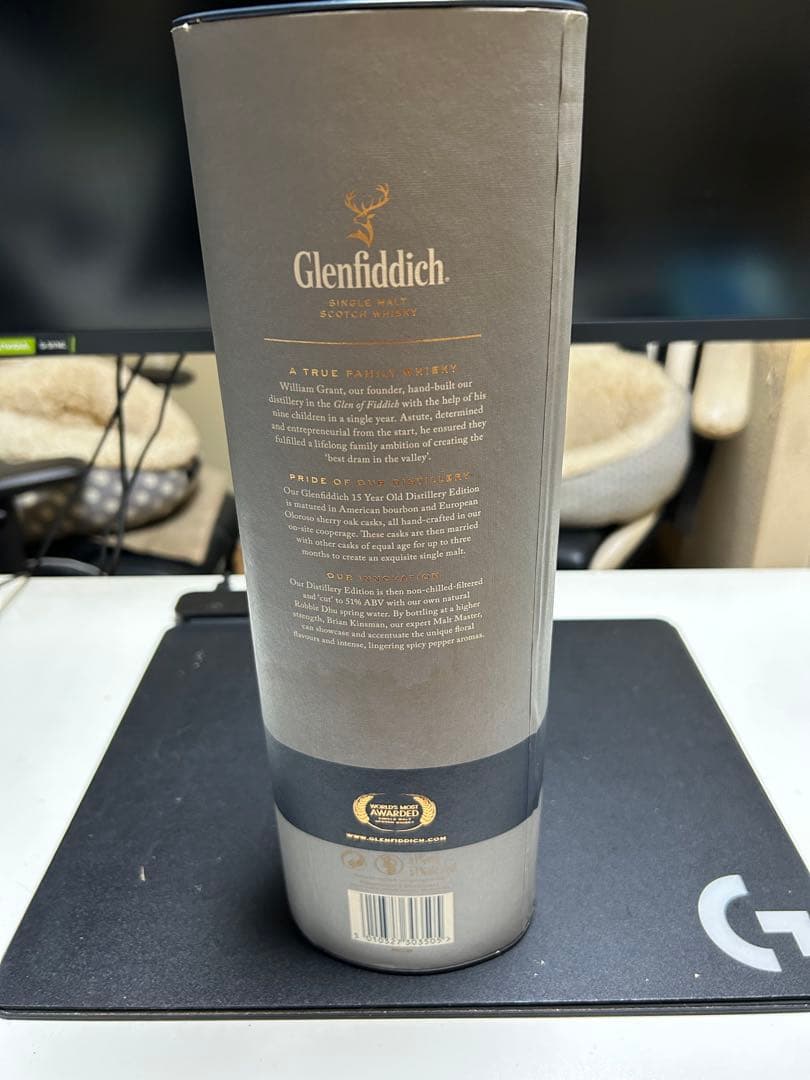 Glenfiddich.
SINGLE MALT
SCOTCH WHISKY
A TRUE FAMILY WHISKY
William Grant, our founder, hand-built our
distillery in the Glen of Fiddich with the help of his
nine children in a single year. Astute, determined
and entrepreneurial from the start, he ensured they
fulfilled a lifelong family ambition of creating the
'best dram in the valley'.
PRIDE OF OUR DISTILLERY
Our Glenfiddich 15 Year Old Distillery Edition
is matured in American bourbon and European
Oloroso sherry oak casks, all hand-crafted in our
on-site cooperage. These casks are then married
with other casks of equal age for up to three
months to create an exquisite single malt.
OUR INNOVATION
Our Distillery Edition is then non-chilled-filtered
and 'cut' to 51% ABV with our own natural
Robbie Dhu spring water. By bottling at a higher
strength, Brian Kinsman, our expert Malt Master,
can showcase and accentuate the unique floral
flavours and intense, lingering spicy pepper aromas.
WORLD'S MOST
AWARDED
SINGLE MALT
SCOTCH WHISKY
WWW.GLENFIDDICH.COM
5 010327 303505
G